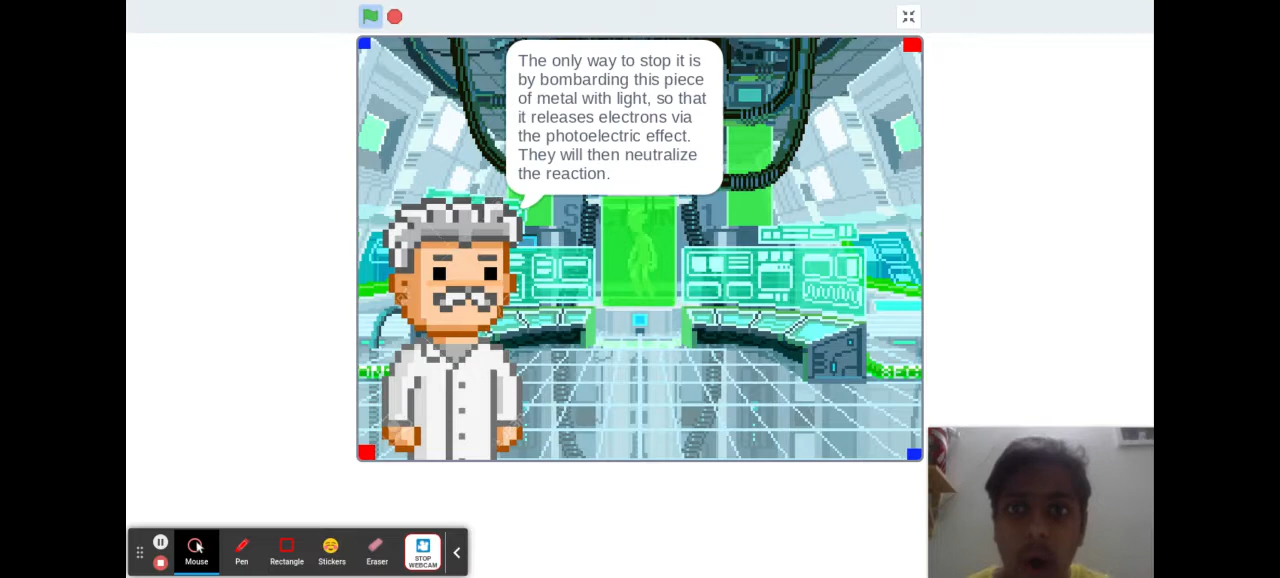 The only way to stop it is
by bombarding this piece
of metal with light, so that
it releases electrons via
the photoelectric effect.
They will then neutralize
the reaction.
Mouse
Pen
Rectangle
Stickers
Eraser
STOP
WEBCAM